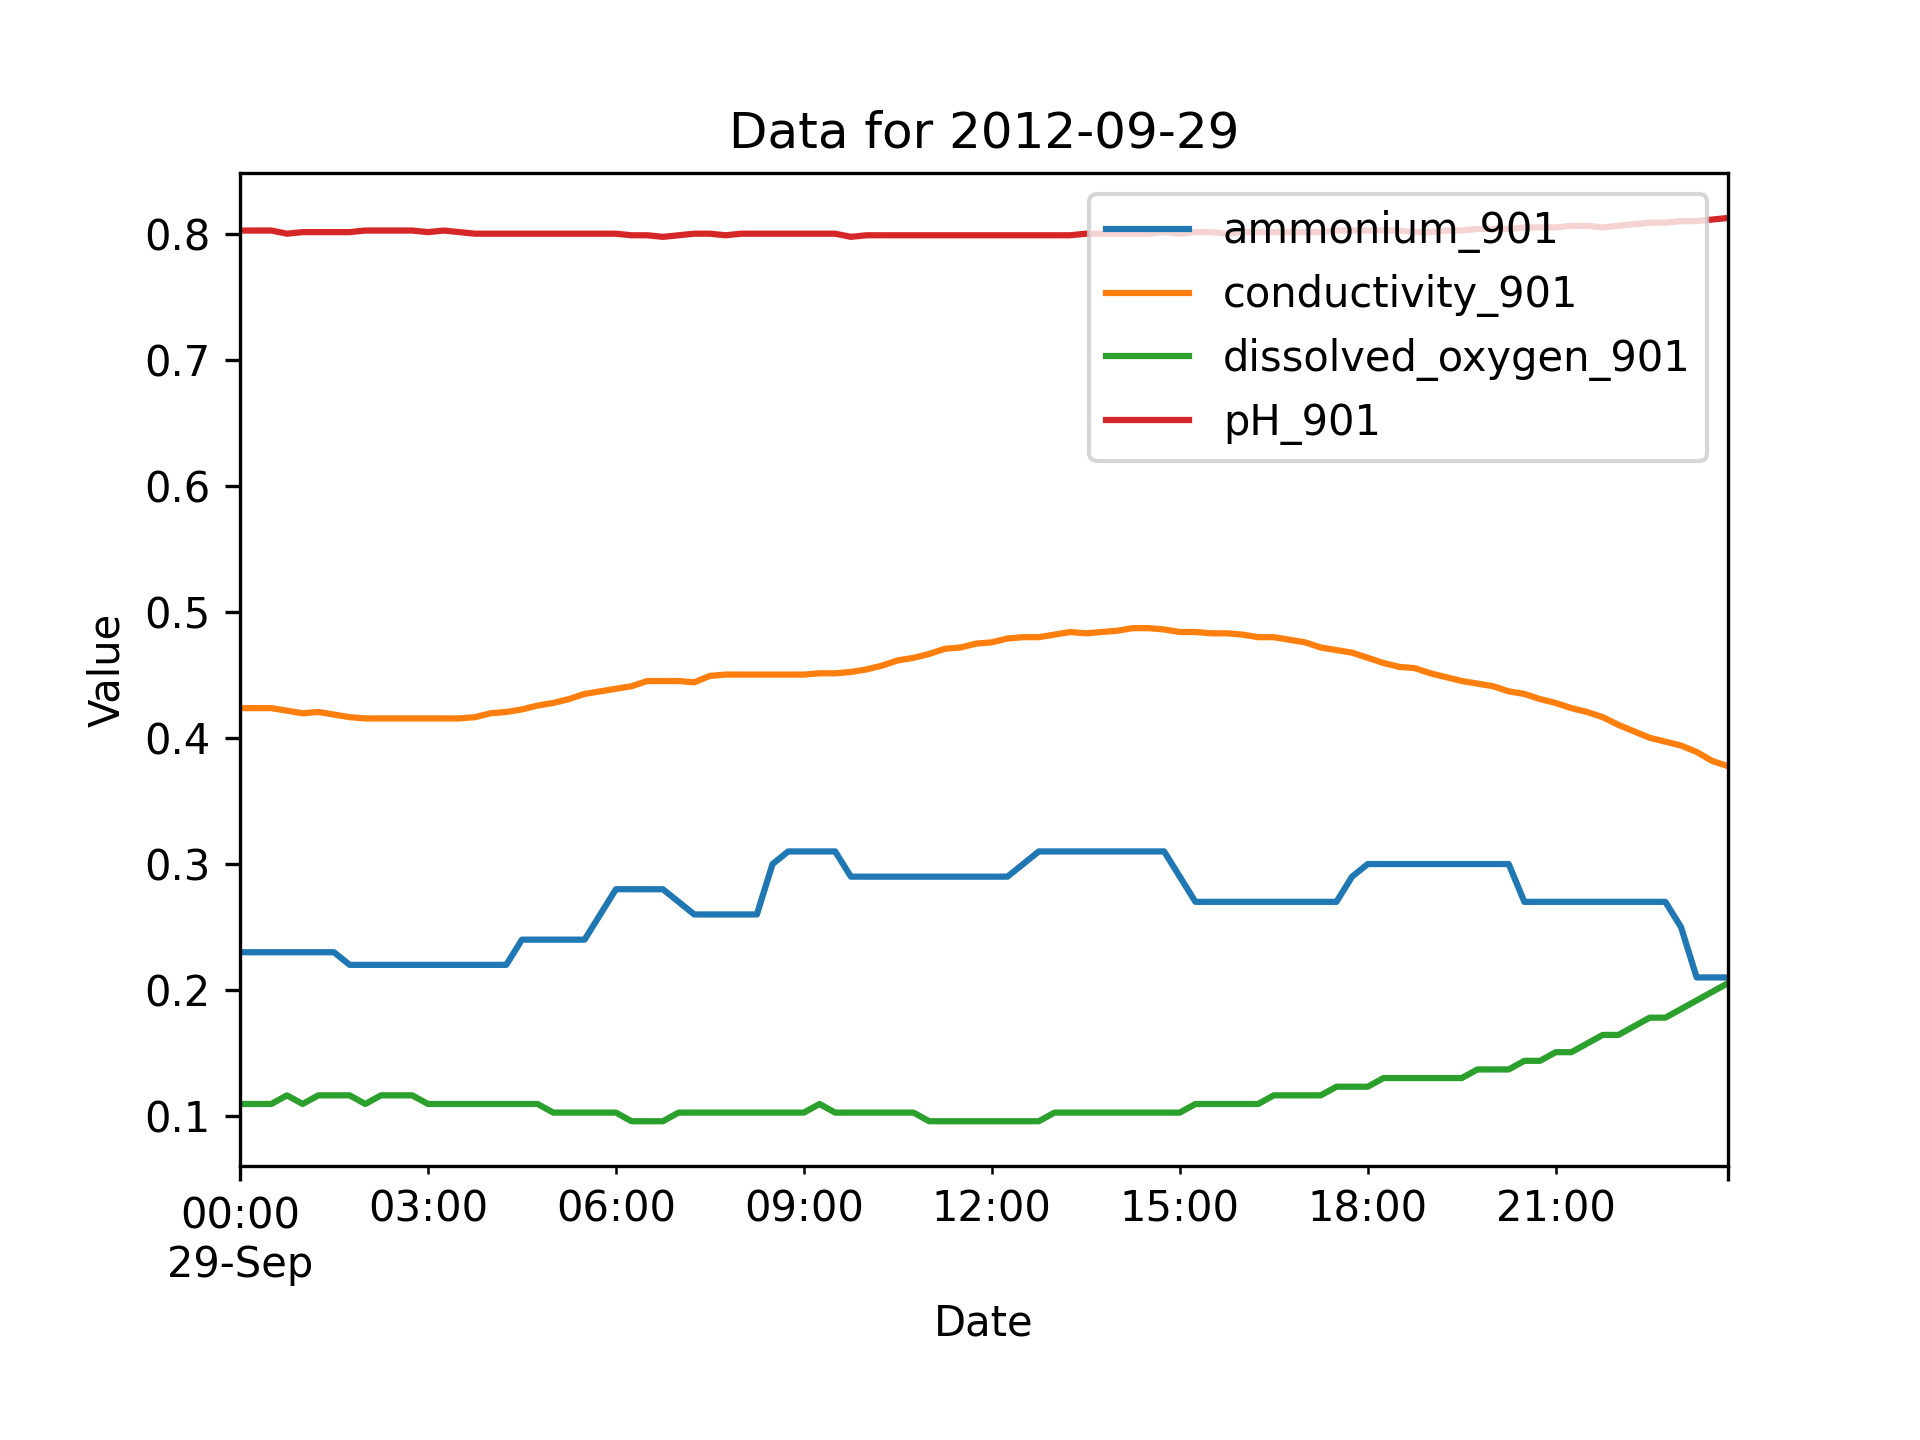 Data for 2012-09-29
ammonium_901
conductivity_901
dissolved_oxygen_901
pH_901
0.8
0.7
0.6
0.5
0.4
0.3
0.2
0.1
Value
00:00 03:00 06:00 09:00 12:00 15:00 18:00 21:00
29-Sep
Date